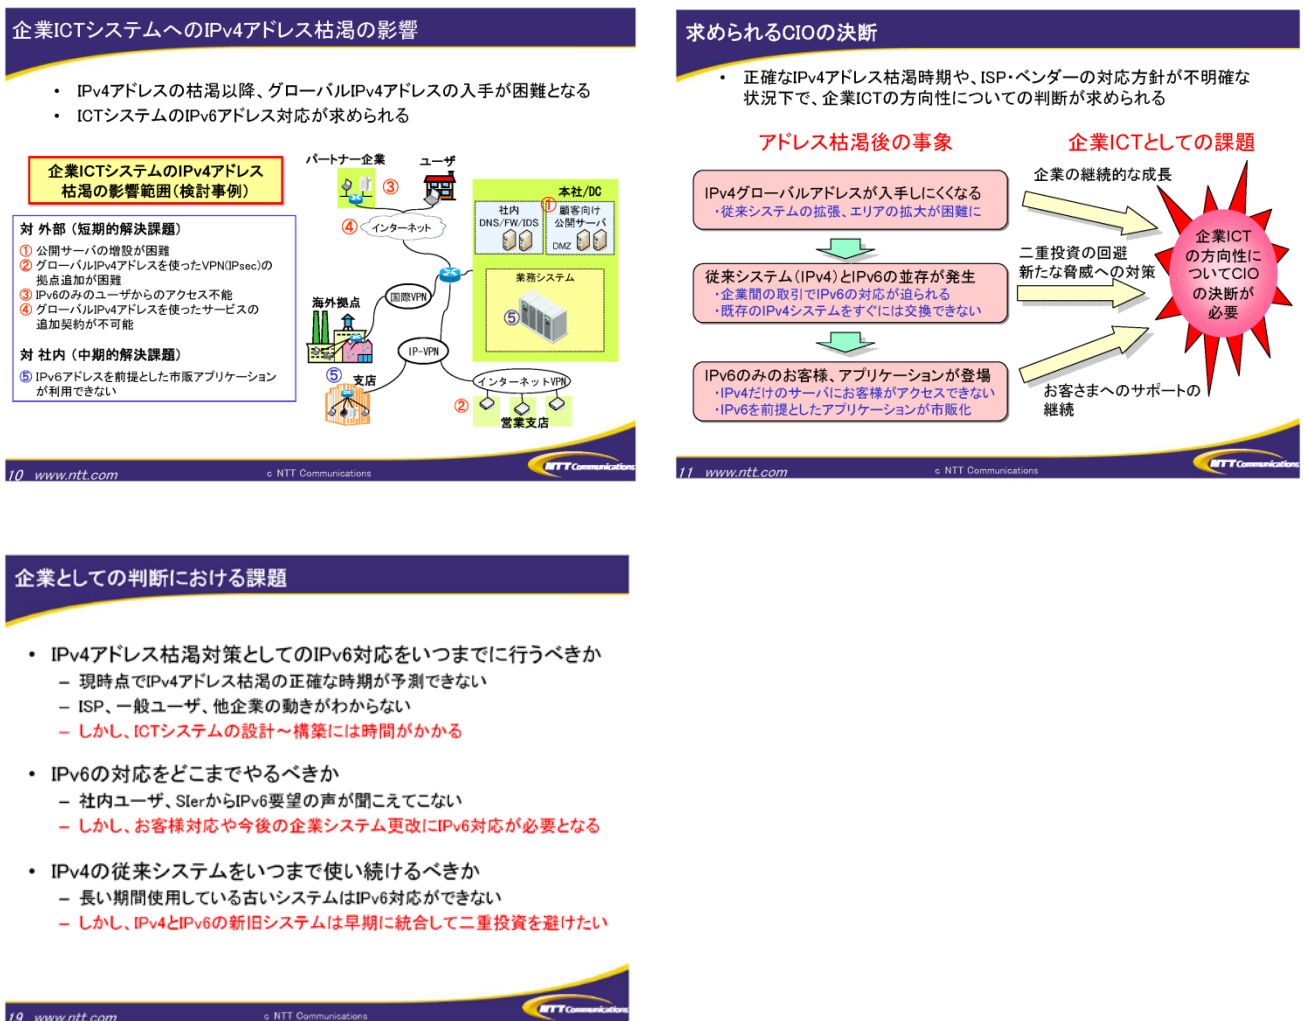 企業ICTシステムへのIPv4アドレス枯渇の影響
• IPv4アドレスの枯渇以降、グローバルIPv4アドレスの入手が困難となる
• ICTシステムのIPv6アドレス対応が求められる
企業ICTシステムのIPv4アドレス
枯渇の影響範囲(検討事例)
対 外部 (短期的解決課題)
① 公開サーバの増設が困難
② グローバルIPv4アドレスを使ったVPN(IPsec)の
拠点追加が困難
③ IPv6のみのユーザからのアクセス不能
④ グローバルIPv4アドレスを使ったサービスの
追加契約が不可能
対 社内 (中期的解決課題)
⑤ IPv6アドレスを前提とした市販アプリケーション
が利用できない
パートナー企業
ユーザ
③
④ インターネット
本社/DC
社内
DNS/FW/IDS
①
顧客向け
公開サーバ
DMZ
業務システム
⑤
国際VPN
海外拠点
IP-VPN
⑤ 支店
インターネットVPN
②
営業支店
10 www.ntt.com
c NTT Communications
NTT Communications
求められるCIOの決断
• 正確なIPv4アドレス枯渇時期や、ISP・ベンダーの対応方針が不明確な
状況下で、企業ICTの方向性についての判断が求められる
アドレス枯渇後の事象
企業ICTとしての課題
IPv4グローバルアドレスが入手しにくくなる
・従来システムの拡張、エリアの拡大が困難に
従来システム(IPv4)とIPv6の並存が発生
・企業間の取引でIPv6の対応が迫られる
・既存のIPv4システムをすぐには交換できない
IPv6のみのお客様、アプリケーションが登場
・IPv4だけのサーバにお客様がアクセスできない
・IPv6を前提としたアプリケーションが市販化
企業の継続的な成長
二重投資の回避
新たな脅威への対策
お客さまへのサポートの
継続
企業ICT
の方向性に
ついてCIO
の決断が
必要
11 www.ntt.com
c NTT Communications
NTT Communications
企業としての判断における課題
• IPv4アドレス枯渇対策としてのIPv6対応をいつまでに行うべきか
– 現時点でIPv4アドレス枯渇の正確な時期が予測できない
– ISP、一般ユーザ、他企業の動きがわからない
– しかし、ICTシステムの設計～構築には時間がかかる
• IPv6の対応をどこまでやるべきか
– 社内ユーザ、SIerからIPv6要望の声が聞こえてこない
– しかし、お客様対応や今後の企業システム更改にIPv6対応が必要となる
• IPv4の従来システムをいつまで使い続けるべきか
– 長い期間使用している古いシステムはIPv6対応ができない
– しかし、IPv4とIPv6の新旧システムは早期に統合して二重投資を避けたい
19 www.ntt.com
c NTT Communications
NTT Communications